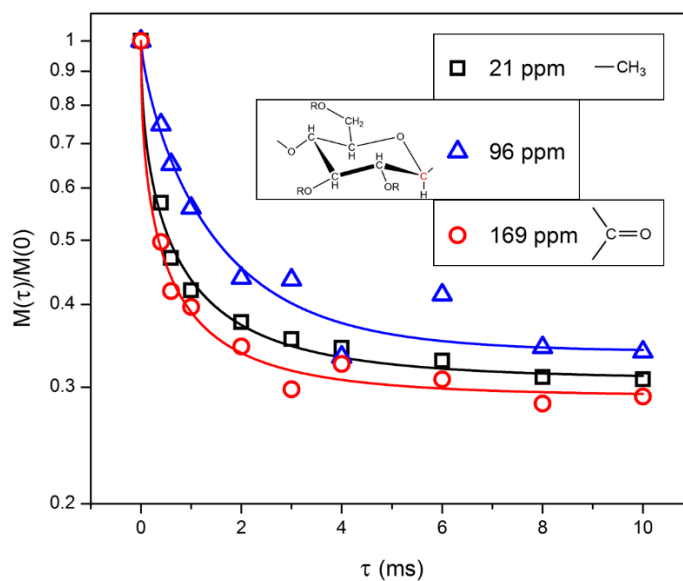 1
0.9
0.8
0.7
0.6
0.5
0.4
0.3
0.2
M(τ)/M(0)
21 ppm —CH₃
RO
CH₂
H
O
H
O
H
RO
OR
H
C
H
96 ppm
169 ppm C=O
0 2 4 6 8 10
τ (ms)